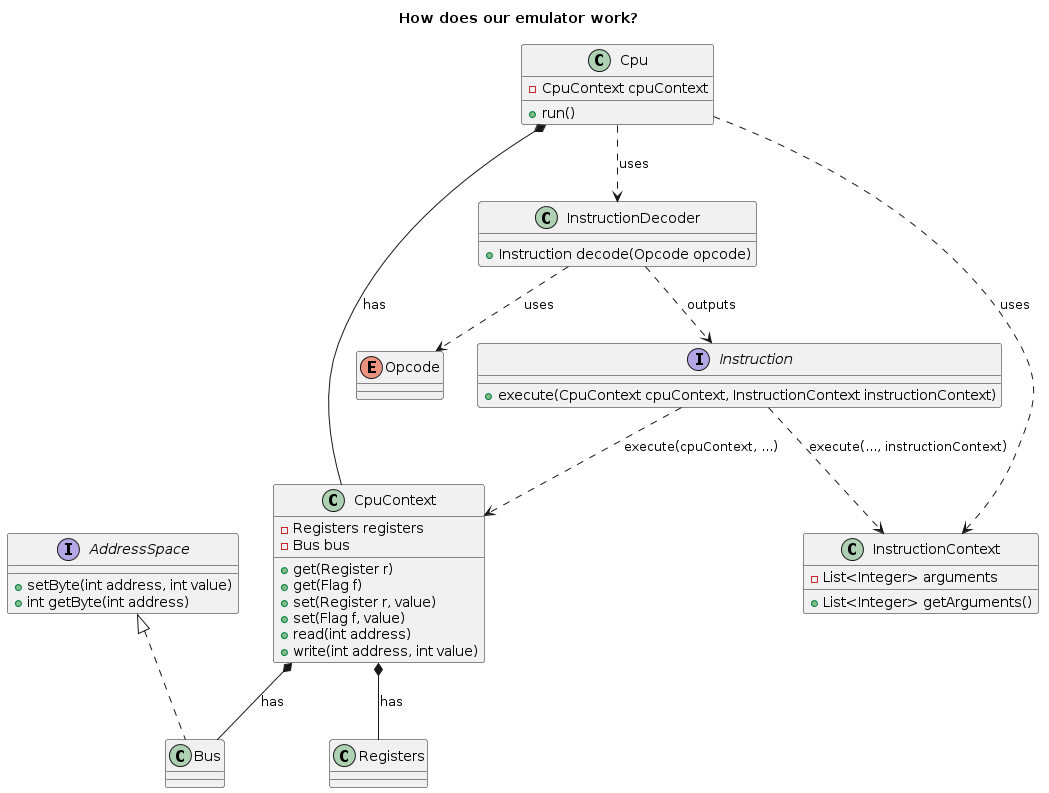 How does our emulator work?
C Cpu
CpuContext cpuContext
run()
uses
C InstructionDecoder
Instruction decode(Opcode opcode)
has
uses
outputs
uses
E Opcode
I Instruction
execute(CpuContext cpuContext, InstructionContext instructionContext)
execute(cpuContext, ...)
execute(..., instructionContext)
C CpuContext
Registers registers
Bus bus
get(Register r)
get(Flag f)
set(Register r, value)
set(Flag f, value)
read(int address)
write(int address, int value)
I AddressSpace
setByte(int address, int value)
int getByte(int address)
C InstructionContext
List<Integer> arguments
List<Integer> getArguments()
has
has
C Bus
C Registers